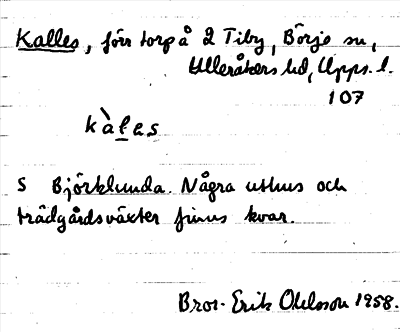 Kalles, förr torp å 2 Tiby, Börje sn,
Ulleråkers hd, Upps. l.
107
kàles
S Björklunda. Några uthus och
trädgårdsväxter finns kvar.
Bror-Erik Ohlsson 1958.